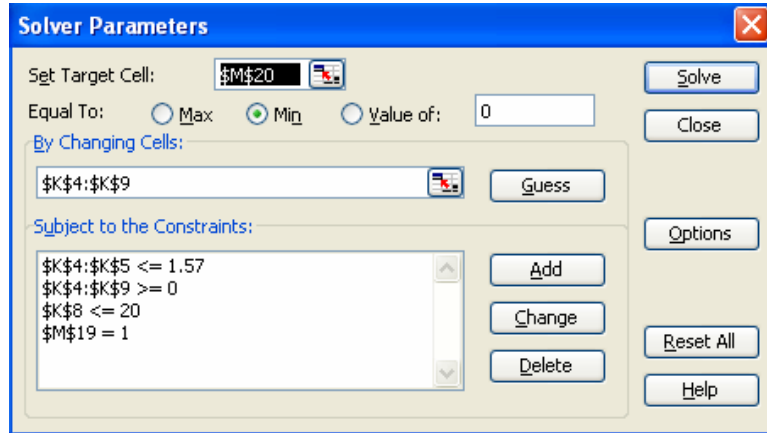 Solver Parameters
Set Target Cell: $M$20 Solve
Equal To: Max Min Value of: 0 Close
By Changing Cells:
$K$4:$K$9 Guess
Subject to the Constraints: Options
$K$4:$K$5 <= 1.57 Add
$K$4:$K$9 >= 0
$K$8 <= 20 Change
$M$19 = 1
Reset All
Delete
Help